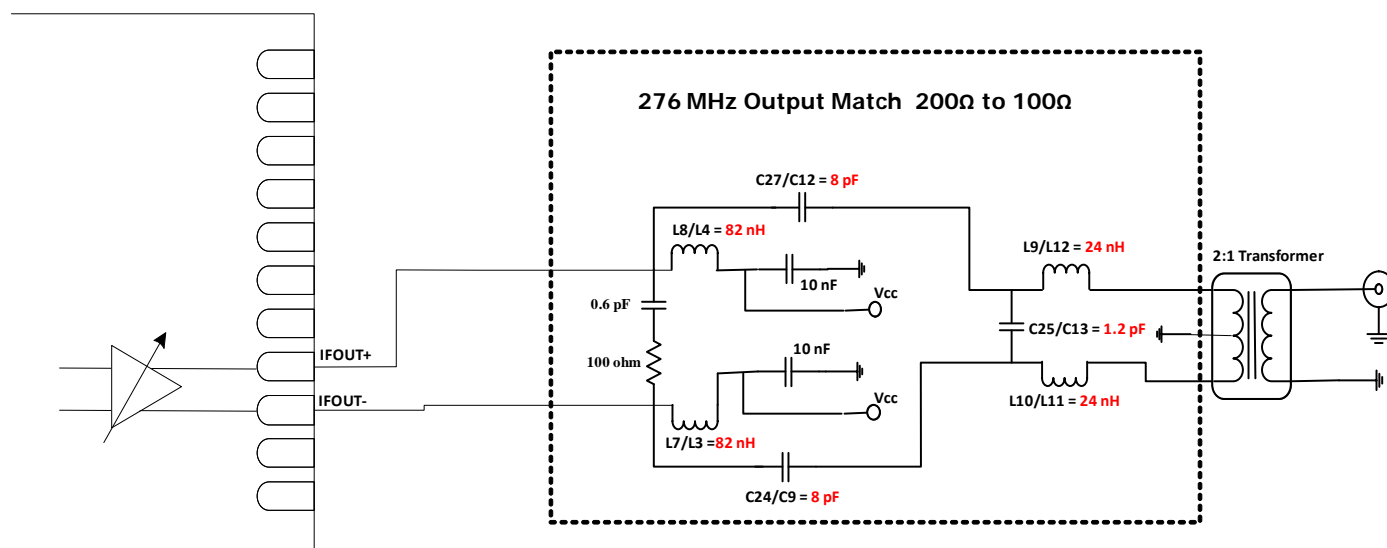 276 MHz Output Match  200Ω to 100Ω
C27/C12 = 8 pF
L8/L4 = 82 nH
L9/L12 = 24 nH
2:1 Transformer
10 nF
Vcc
0.6 pF
C25/C13 = 1.2 pF
10 nF
IFOUT+
100 ohm
IFOUT-
Vcc
L10/L11 = 24 nH
L7/L3 =82 nH
C24/C9 = 8 pF